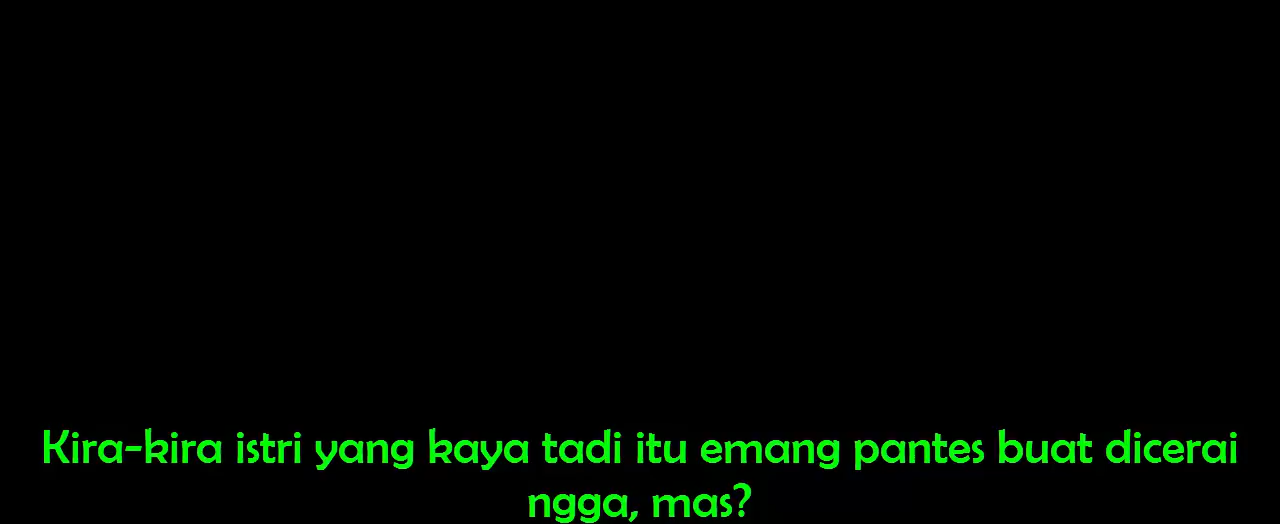 Kira-kira istri yang kaya tadi itu emang pantes buat dicerai
ngga, mas?